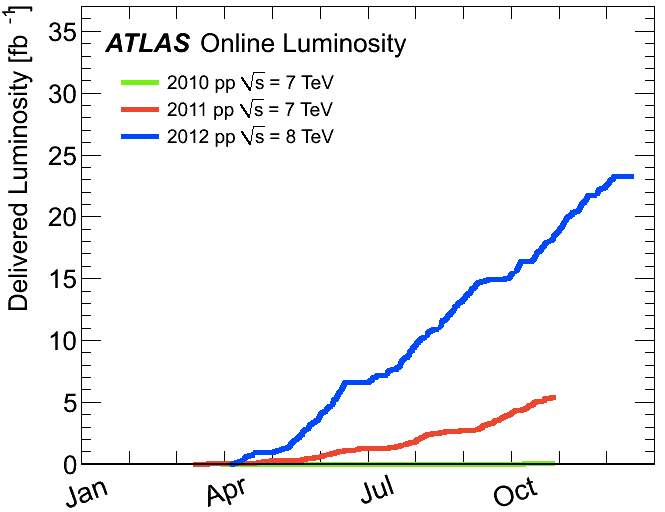 ATLAS Online Luminosity
2010 pp √s = 7 TeV
2011 pp √s = 7 TeV
2012 pp √s = 8 TeV
Delivered Luminosity [fb⁻¹]
35
30
25
20
15
10
5
0
Jan Apr Jul Oct